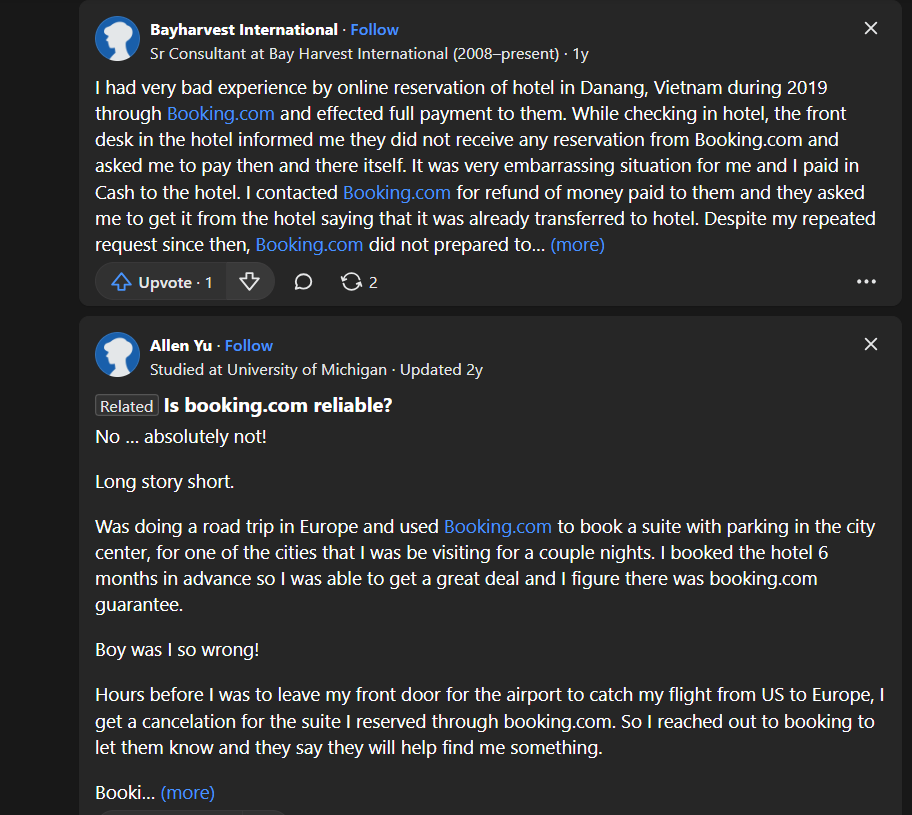 Bayharvest International · Follow
Sr Consultant at Bay Harvest International (2008–present) · 1y
I had very bad experience by online reservation of hotel in Danang, Vietnam during 2019
through Booking.com and effected full payment to them. While checking in hotel, the front
desk in the hotel informed me they did not receive any reservation from Booking.com and
asked me to pay then and there itself. It was very embarrassing situation for me and I paid in
Cash to the hotel. I contacted Booking.com for refund of money paid to them and they asked
me to get it from the hotel saying that it was already transferred to hotel. Despite my repeated
request since then, Booking.com did not prepared to... (more)
Upvote · 1
2
Allen Yu · Follow
Studied at University of Michigan · Updated 2y
Related Is booking.com reliable?
No ... absolutely not!
Long story short.
Was doing a road trip in Europe and used Booking.com to book a suite with parking in the city
center, for one of the cities that I was be visiting for a couple nights. I booked the hotel 6
months in advance so I was able to get a great deal and I figure there was booking.com
guarantee.
Boy was I so wrong!
Hours before I was to leave my front door for the airport to catch my flight from US to Europe, I
get a cancelation for the suite I reserved through booking.com. So I reached out to booking to
let them know and they say they will help find me something.
Booki... (more)